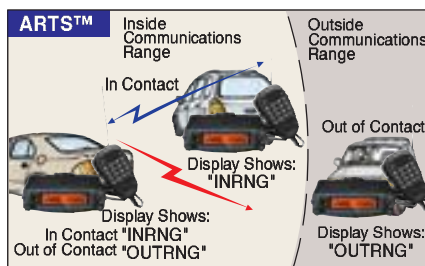 ARTS™
Inside
Communications
Range
Outside
Communications
Range
In Contact
Out of Contact
Display Shows:
"INRNG"
Display Shows:
In Contact "INRNG"
Out of Contact "OUTRNG"
Display Shows:
"OUTRNG"